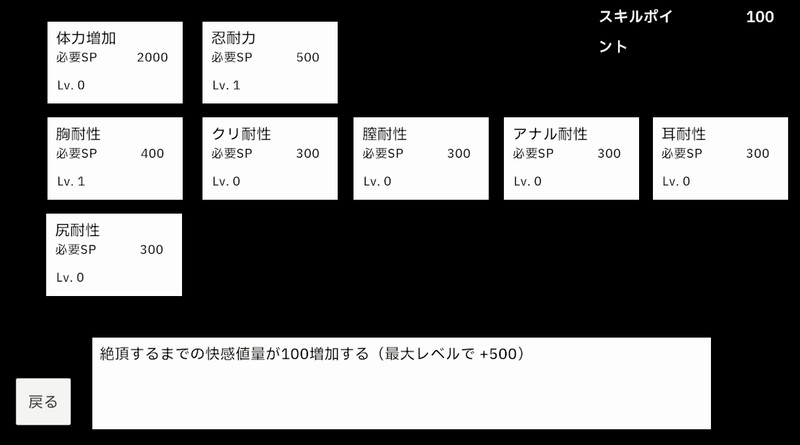 スキルポイ 100
ント
体力増加
必要SP 2000
Lv. 0
忍耐力
必要SP 500
Lv. 1
胸耐性
必要SP 400
Lv. 1
クリ耐性
必要SP 300
Lv. 0
膣耐性
必要SP 300
Lv. 0
アナル耐性
必要SP 300
Lv. 0
耳耐性
必要SP 300
Lv. 0
尻耐性
必要SP 300
Lv. 0
絶頂するまでの快感値量が100増加する（最大レベルで +500）
戻る